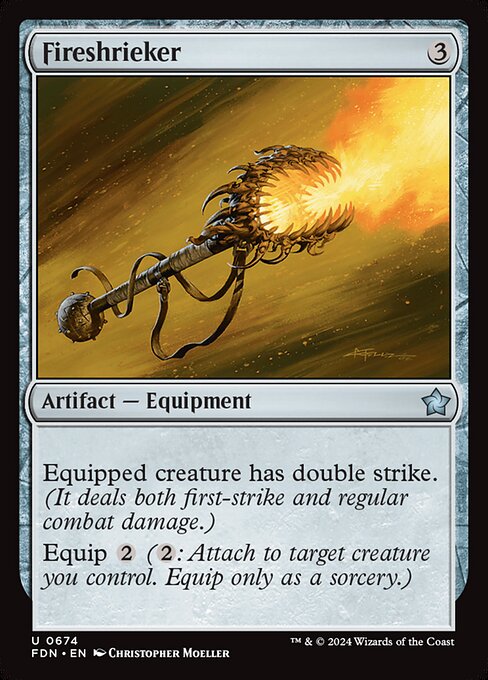 Fireshrieker 3
Artifact — Equipment
Equipped creature has double strike.
(It deals both first-strike and regular
combat damage.)
Equip 2 (2: Attach to target creature
you control. Equip only as a sorcery.)
U 0674
FDN • EN Christopher Moeller
™ & © 2024 Wizards of the Coast